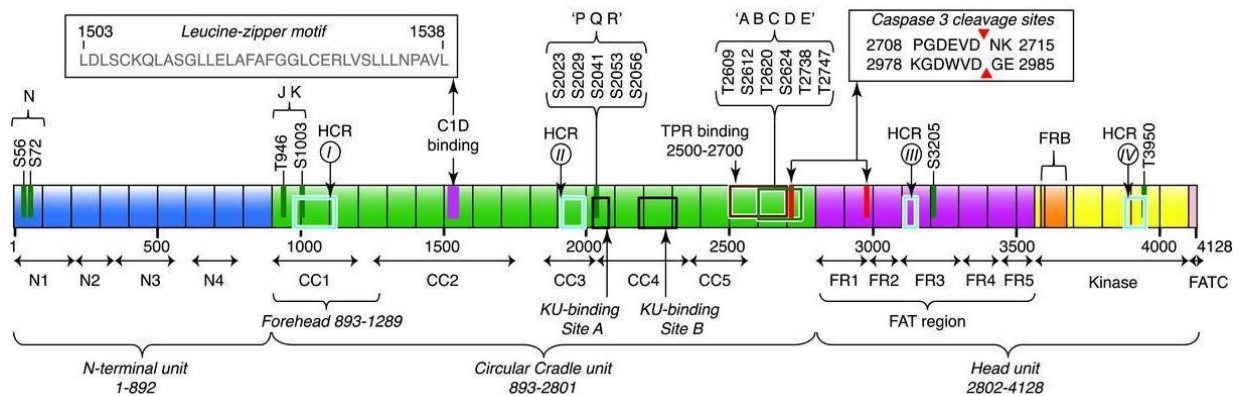 1503 Leucine-zipper motif 1538
LDLSCKQLASGLLELAFAFGGLCERLVSLLLNPAVL
'P Q R'
S2023
S2029
S2041
S2053
S2056
'A B C D E'
T2609
S2612
T2620
S2624
T2738
T2747
Caspase 3 cleavage sites
2708 PGDEVD NK 2715
2978 KGDWVD GE 2985
N
S56
S72
J K
T946
S1003
HCR
I
C1D
binding
HCR
II
TPR binding
2500-2700
HCR
III
S3205
FRB
HCR
IV
T3950
1 500 1000 1500 2000 2500 3000 3500 4000 4128
N1 N2 N3 N4 CC1 CC2 CC3 CC4 CC5 FR1 FR2 FR3 FR4 FR5 Kinase FATC
Forehead 893-1289
KU-binding
Site A
KU-binding
Site B
FAT region
N-terminal unit
1-892
Circular Cradle unit
893-2801
Head unit
2802-4128